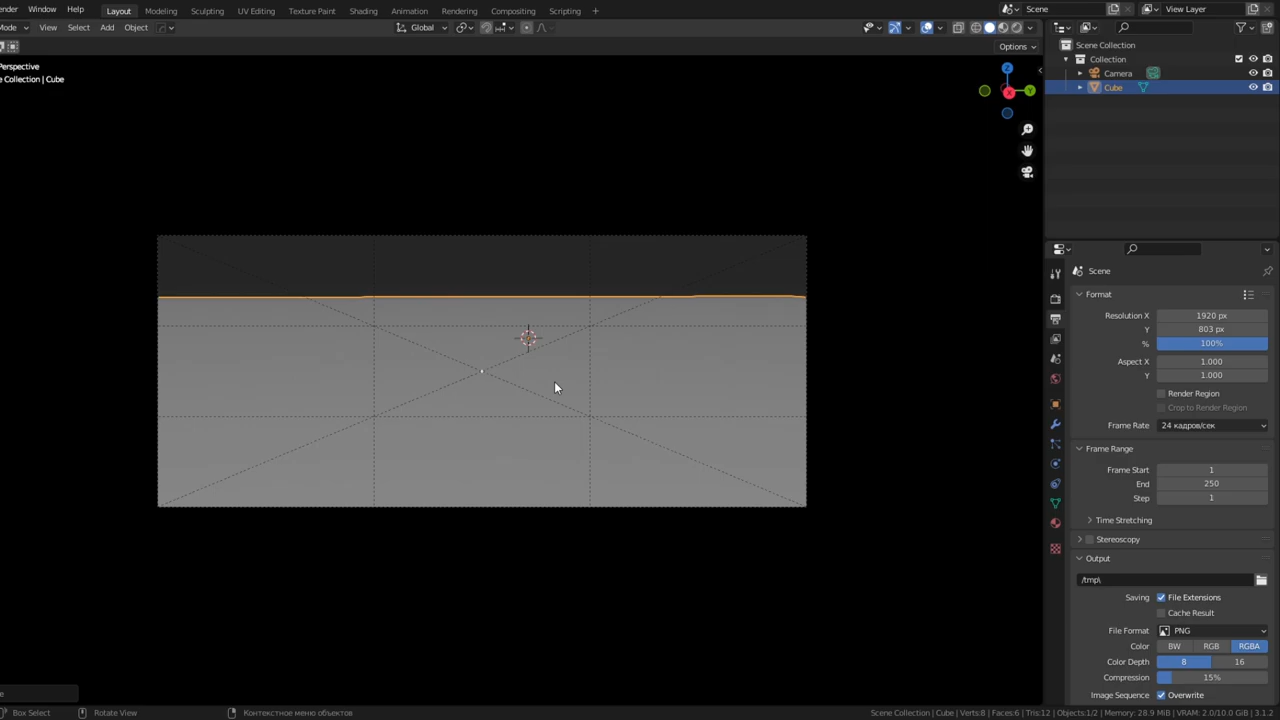 ender Window Help Layout Modeling Sculpting UV Editing Texture Paint Shading Animation Rendering Compositing Scripting + Scene View Layer
Mode View Select Add Object Global
Options
Perspective
e Collection | Cube
Z
Y
X
Scene Collection
Collection
Camera
Cube
Scene
Format
Resolution X 1920 px
Y 803 px
% 100%
Aspect X 1.000
Y 1.000
Render Region
Crop to Render Region
Frame Rate 24 кадров/сек
Frame Range
Frame Start 1
End 250
Step 1
Time Stretching
Stereoscopy
Output
/tmp\
Saving File Extensions
Cache Result
File Format PNG
Color BW RGB RGBA
Color Depth 8 16
Compression 15%
Image Sequence Overwrite
e
Box Select Rotate View Контекстное меню объектов Scene Collection | Cube | Verts:8 | Faces:6 | Tris:12 | Objects:1/2 | Memory: 28.9 MiB | VRAM: 2.0/10.0 GiB | 3.1.2